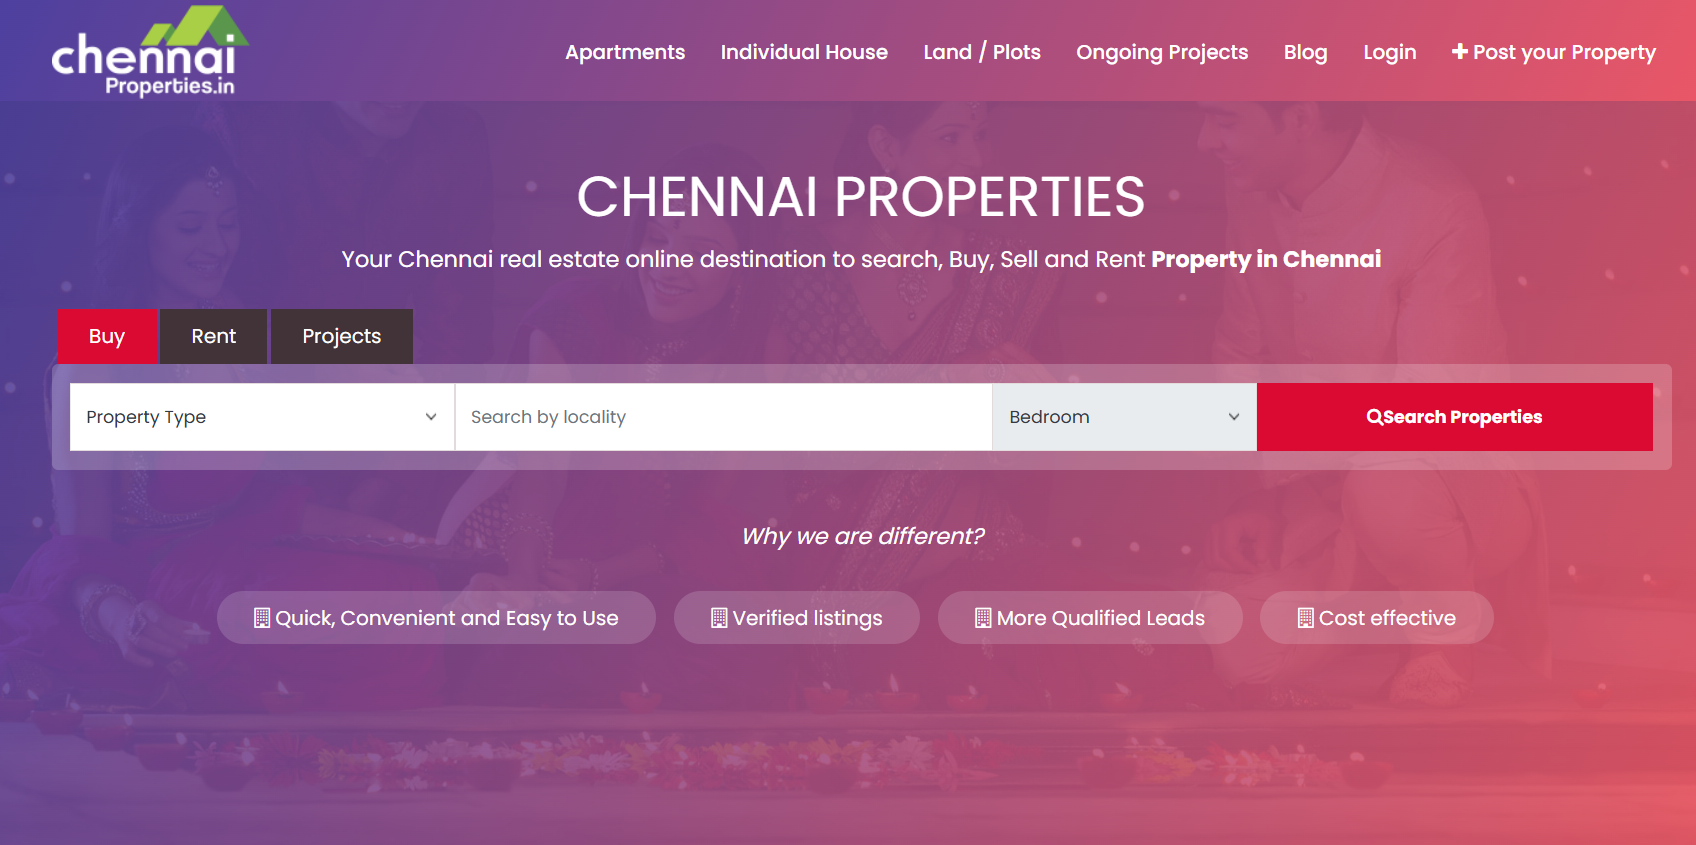 chennai
Properties.in
Apartments Individual House Land / Plots Ongoing Projects Blog Login Post your Property
CHENNAI PROPERTIES
Your Chennai real estate online destination to search, Buy, Sell and Rent Property in Chennai
Buy Rent Projects
Property Type Search by locality Bedroom Search Properties
Why we are different?
Quick, Convenient and Easy to Use Verified listings More Qualified Leads Cost effective